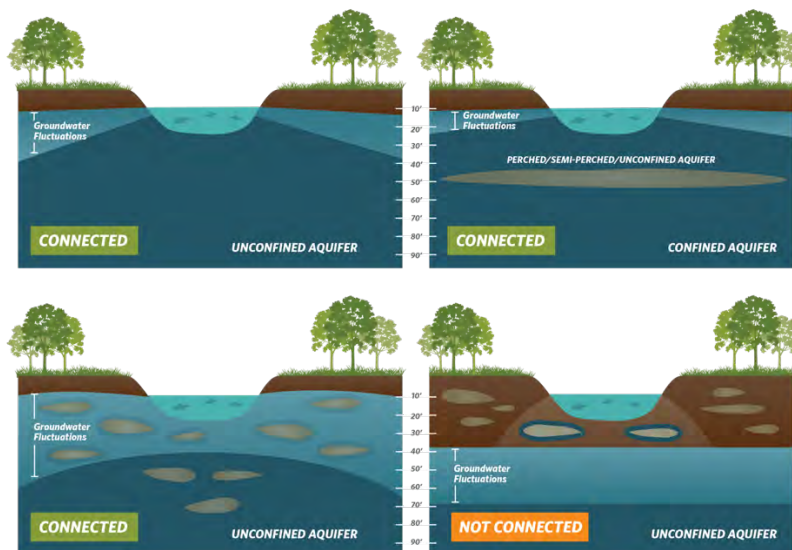 Groundwater
Fluctuations
CONNECTED
UNCONFINED AQUIFER
10'
20'
30'
40'
50'
60'
70'
80'
90'
Groundwater
Fluctuations
PERCHED/SEMI-PERCHED/UNCONFINED AQUIFER
CONNECTED
CONFINED AQUIFER
Groundwater
Fluctuations
CONNECTED
UNCONFINED AQUIFER
10'
20'
30'
40'
50'
60'
70'
80'
90'
Groundwater
Fluctuations
NOT CONNECTED
UNCONFINED AQUIFER